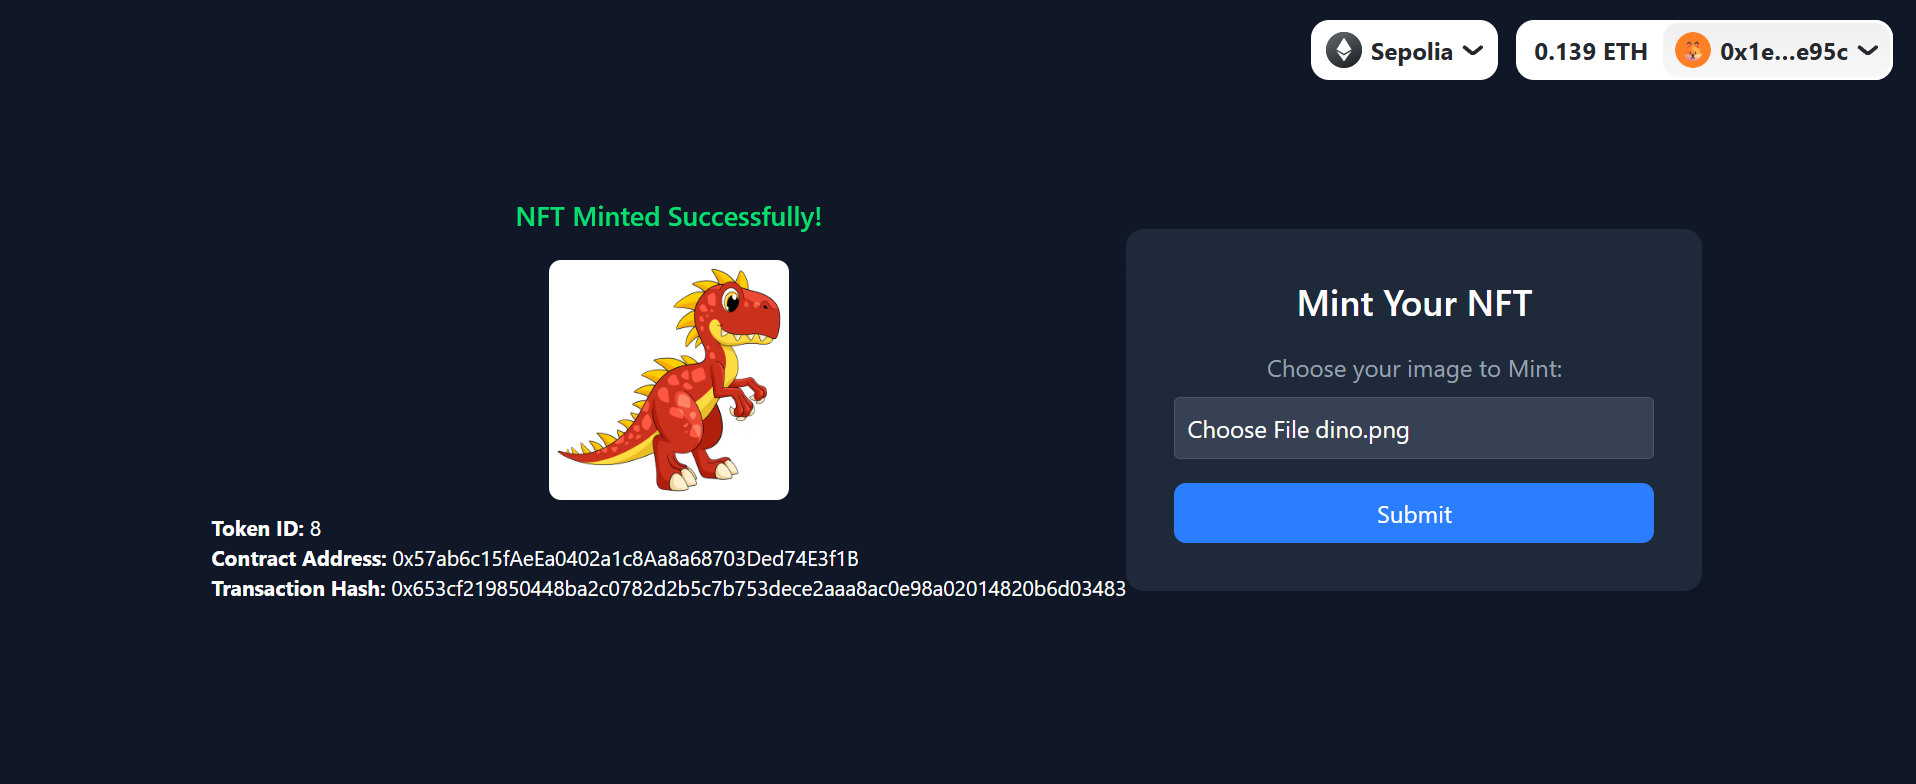 Sepolia
0.139 ETH
0x1e...e95c
NFT Minted Successfully!
Token ID: 8
Contract Address: 0x57ab6c15fAeEa0402a1c8Aa8a68703Ded74E3f1B
Transaction Hash: 0x653cf219850448ba2c0782d2b5c7b753dece2aaa8ac0e98a02014820b6d03483
Mint Your NFT
Choose your image to Mint:
Choose File dino.png
Submit